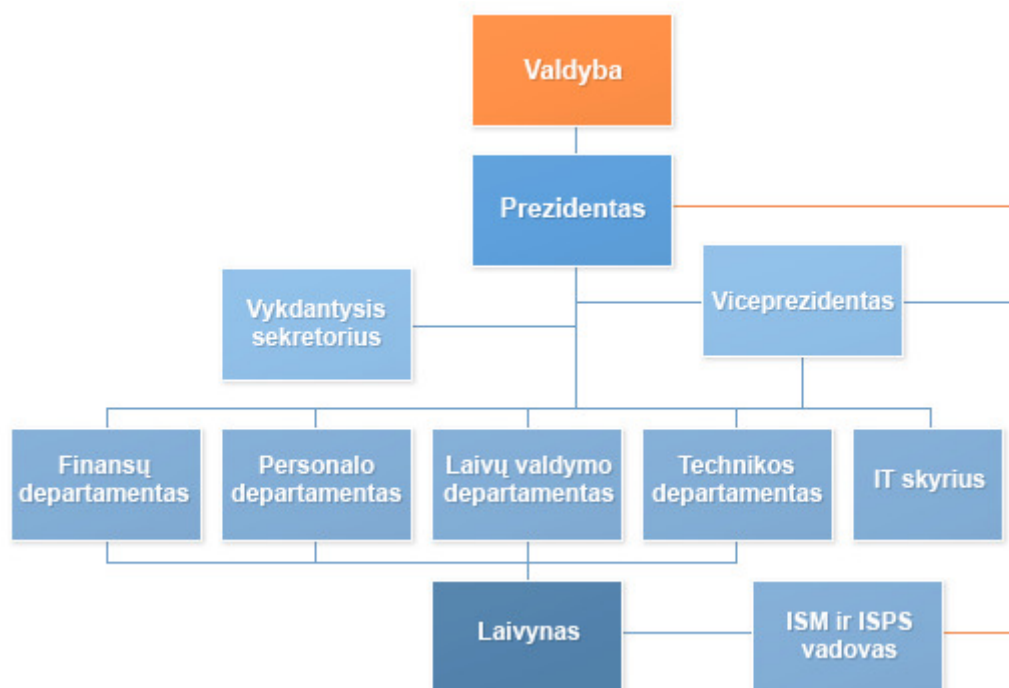 Valdyba
Prezidentas
Vykdantysis
sekretorius
Viceprezidentas
Finansų
departamentas
Personalo
departamentas
Laivų valdymo
departamentas
Technikos
departamentas
IT skyrius
Laivynas
ISM ir ISPS
vadovas